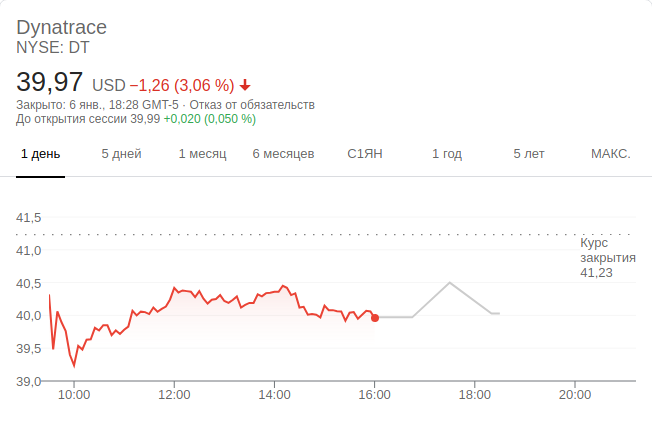 Dynatrace
NYSE: DT
39,97 USD −1,26 (3,06 %)
Закрыто: 6 янв., 18:28 GMT-5 · Отказ от обязательств
До открытия сессии 39,99 +0,020 (0,050 %)
1 день 5 дней 1 месяц 6 месяцев С1ЯН 1 год 5 лет МАКС.
41,5
Курс
закрытия
41,23
41,0
40,5
40,0
39,5
39,0
10:00 12:00 14:00 16:00 18:00 20:00